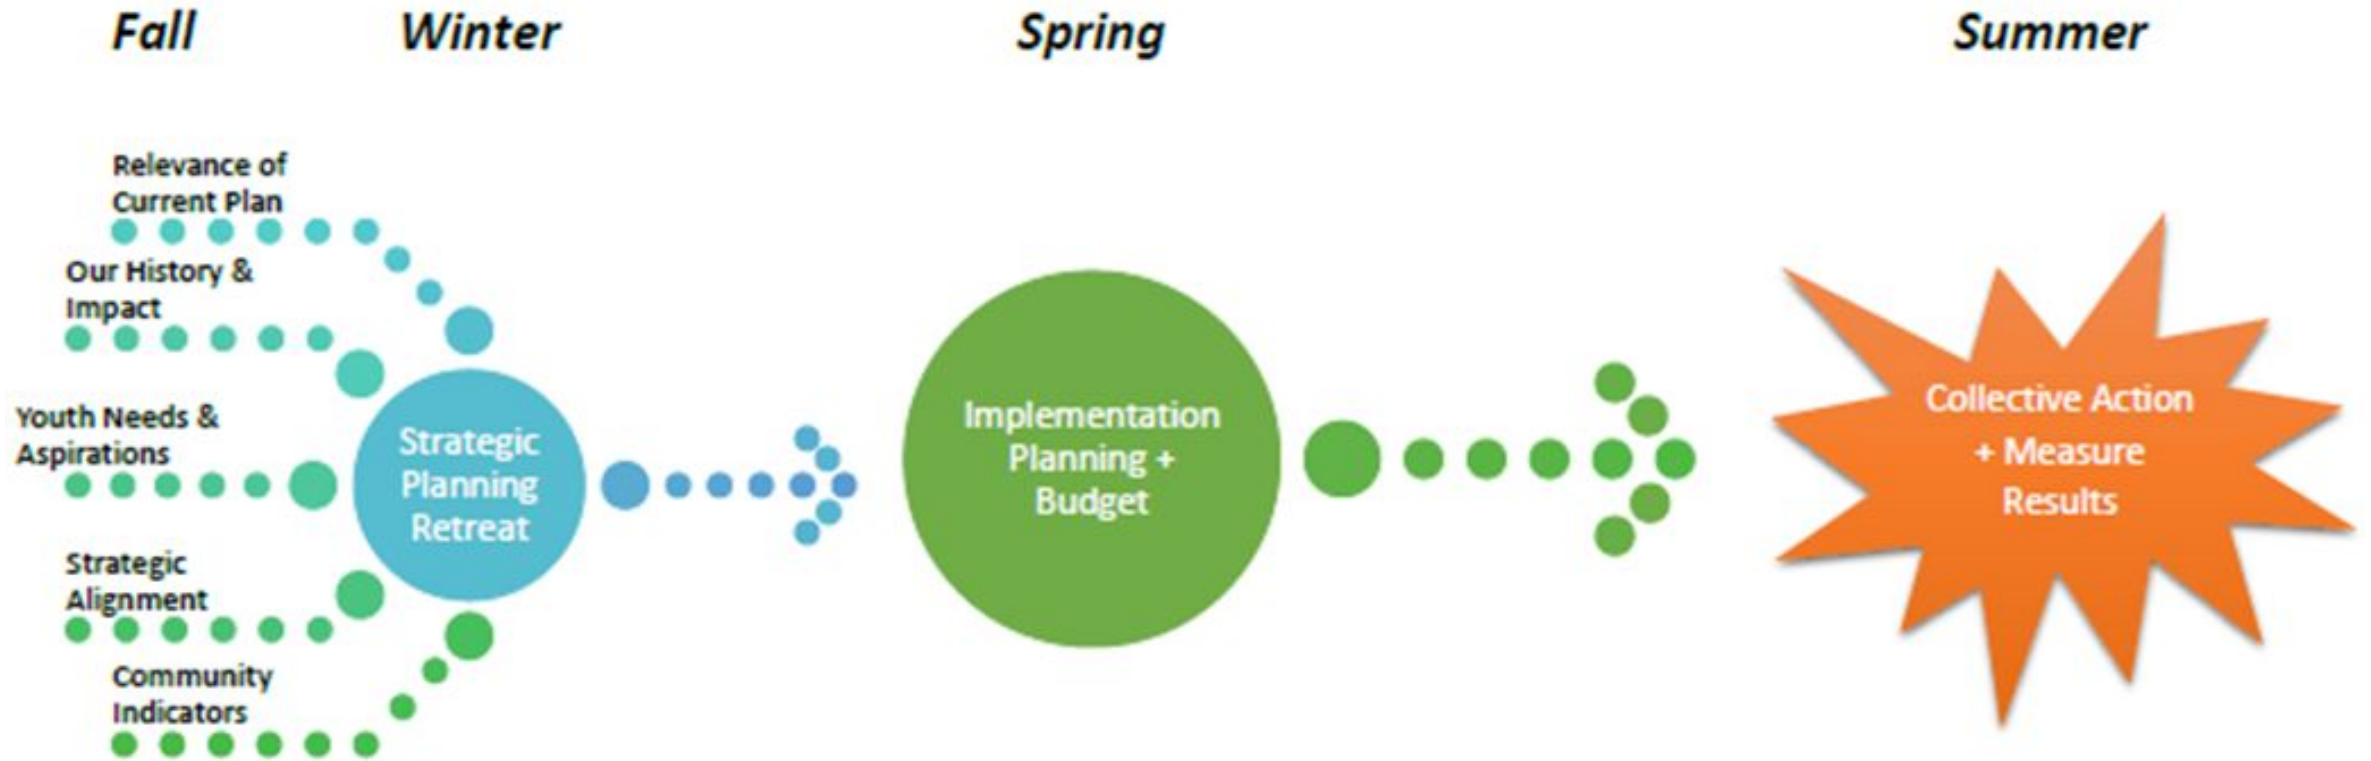 Fall
Winter
Spring
Summer
Relevance of
Current Plan
Our History &
Impact
Youth Needs &
Aspirations
Strategic
Alignment
Community
Indicators
Strategic
Planning
Retreat
Implementation
Planning +
Budget
Collective Action
+ Measure
Results